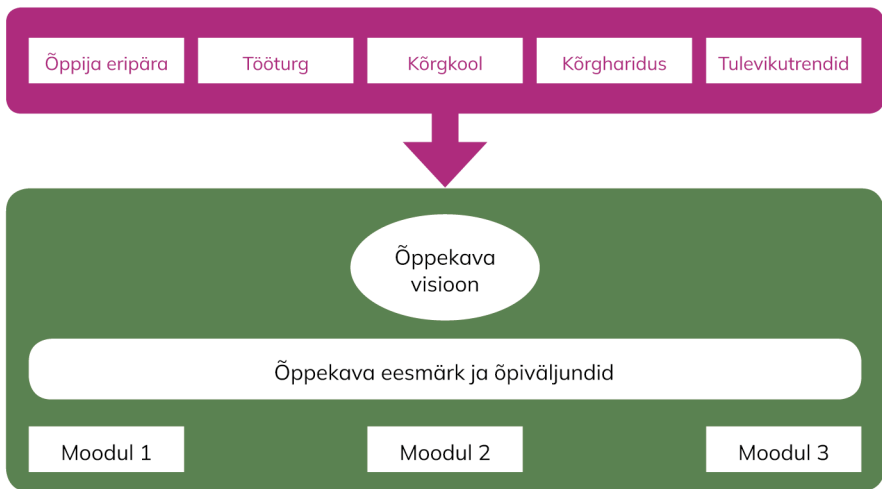 Õppija eripära
Tööturg
Kõrgkool
Kõrgharidus
Tulevikutrendid
Õppekava
visioon
Õppekava eesmärk ja õpiväljundid
Moodul 1
Moodul 2
Moodul 3